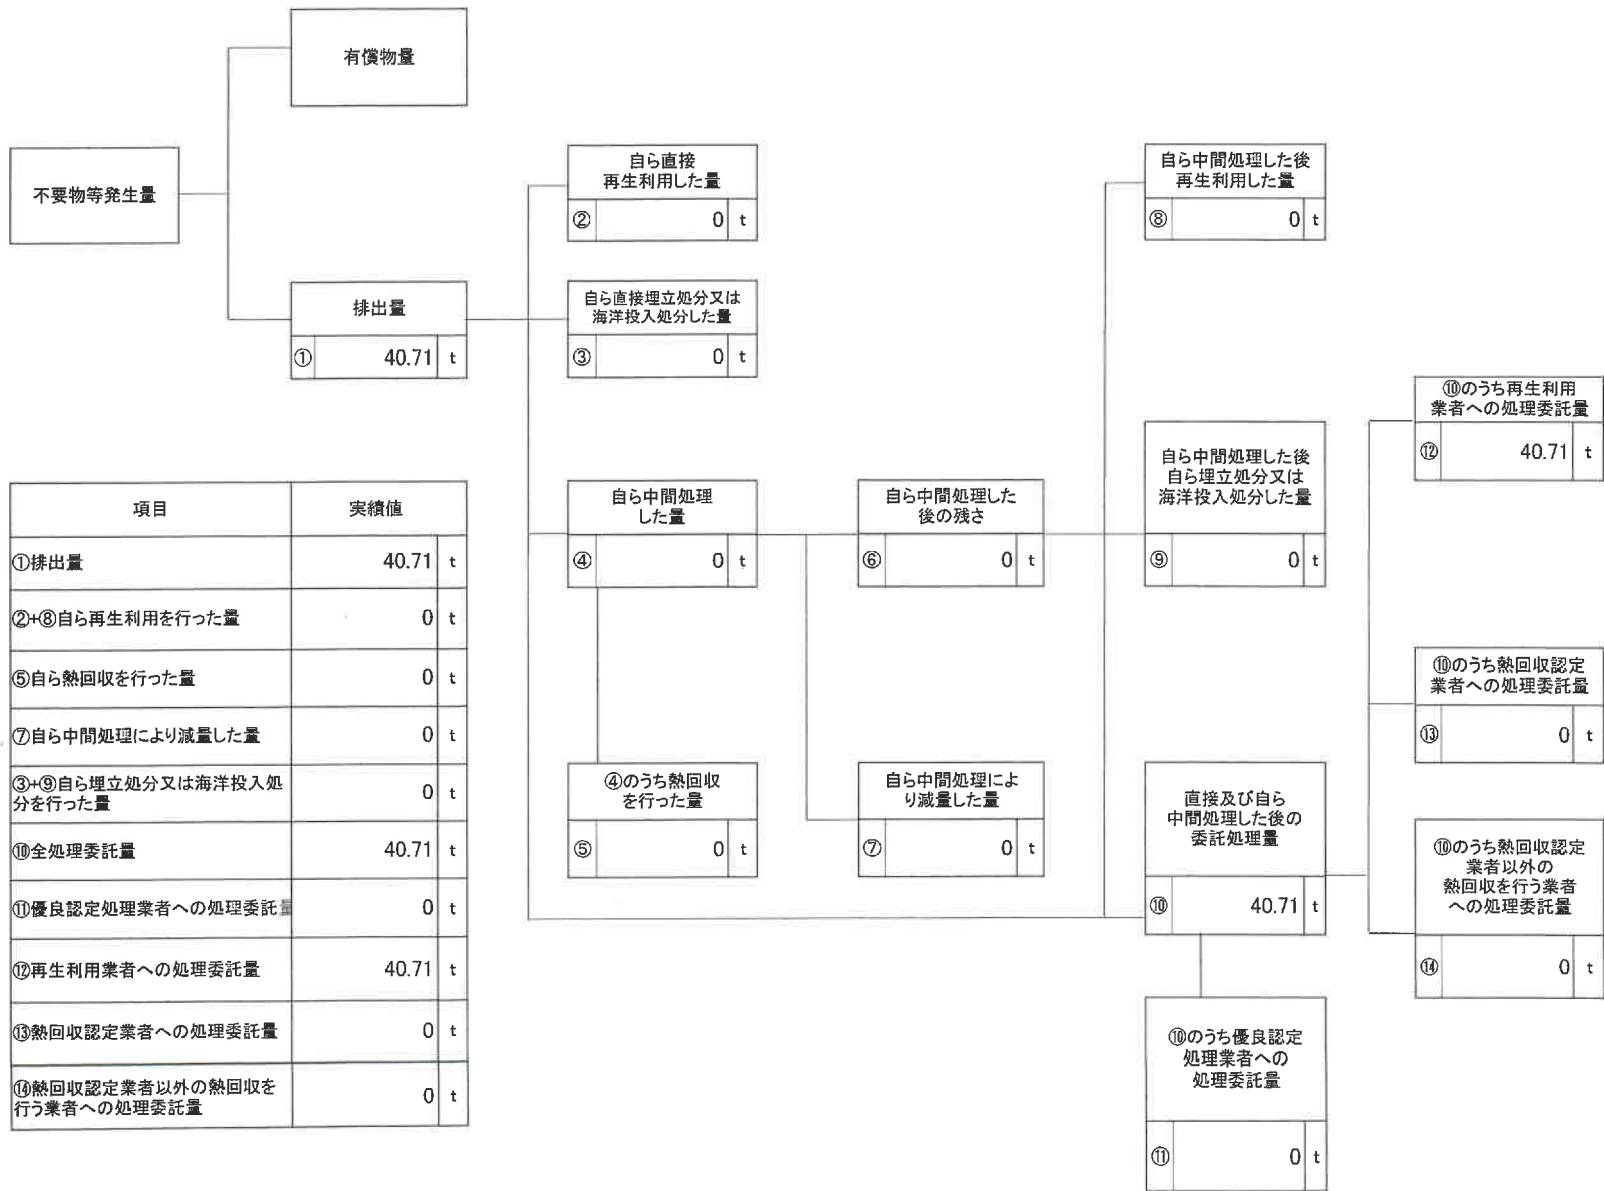 有償物量
不要物等発生量
排出量
① 40.71 t
自ら直接
再生利用した量
② 0 t
自ら直接埋立処分又は
海洋投入処分した量
③ 0 t
自ら中間処理
した量
④ 0 t
④のうち熱回収
を行った量
⑤ 0 t
自ら中間処理した
後の残さ
⑥ 0 t
自ら中間処理によ
り減量した量
⑦ 0 t
自ら中間処理した後
再生利用した量
⑧ 0 t
自ら中間処理した後
自ら埋立処分又は
海洋投入処分した量
⑨ 0 t
直接及び自ら
中間処理した後の
委託処理量
⑩ 40.71 t
⑩のうち優良認定
処理業者への
処理委託量
⑪ 0 t
⑩のうち再生利用
業者への処理委託量
⑫ 40.71 t
⑩のうち熱回収認定
業者への処理委託量
⑬ 0 t
⑩のうち熱回収認定
業者以外の
熱回収を行う業者
への処理委託量
⑭ 0 t
項目 実績値
①排出量 40.71 t
②+⑧自ら再生利用を行った量 0 t
⑤自ら熱回収を行った量 0 t
⑦自ら中間処理により減量した量 0 t
③+⑨自ら埋立処分又は海洋投入処
分を行った量 0 t
⑩全処理委託量 40.71 t
⑪優良認定処理業者への処理委託量 0 t
⑫再生利用業者への処理委託量 40.71 t
⑬熱回収認定業者への処理委託量 0 t
⑭熱回収認定業者以外の熱回収を
行う業者への処理委託量 0 t